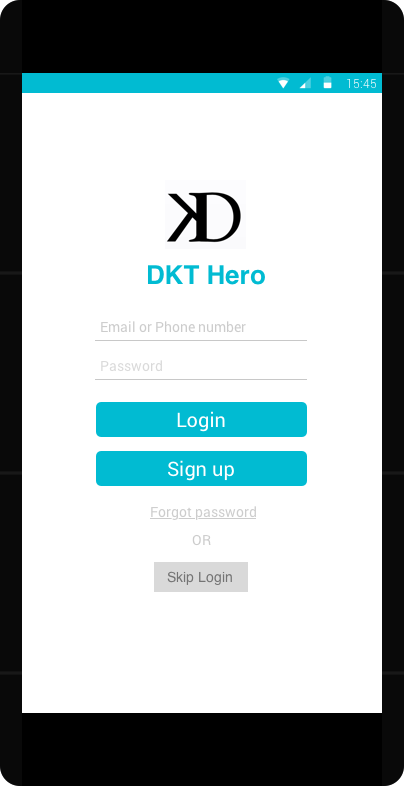 15:45
KD
DKT Hero
Email or Phone number
Password
Login
Sign up
Forgot password
OR
Skip Login